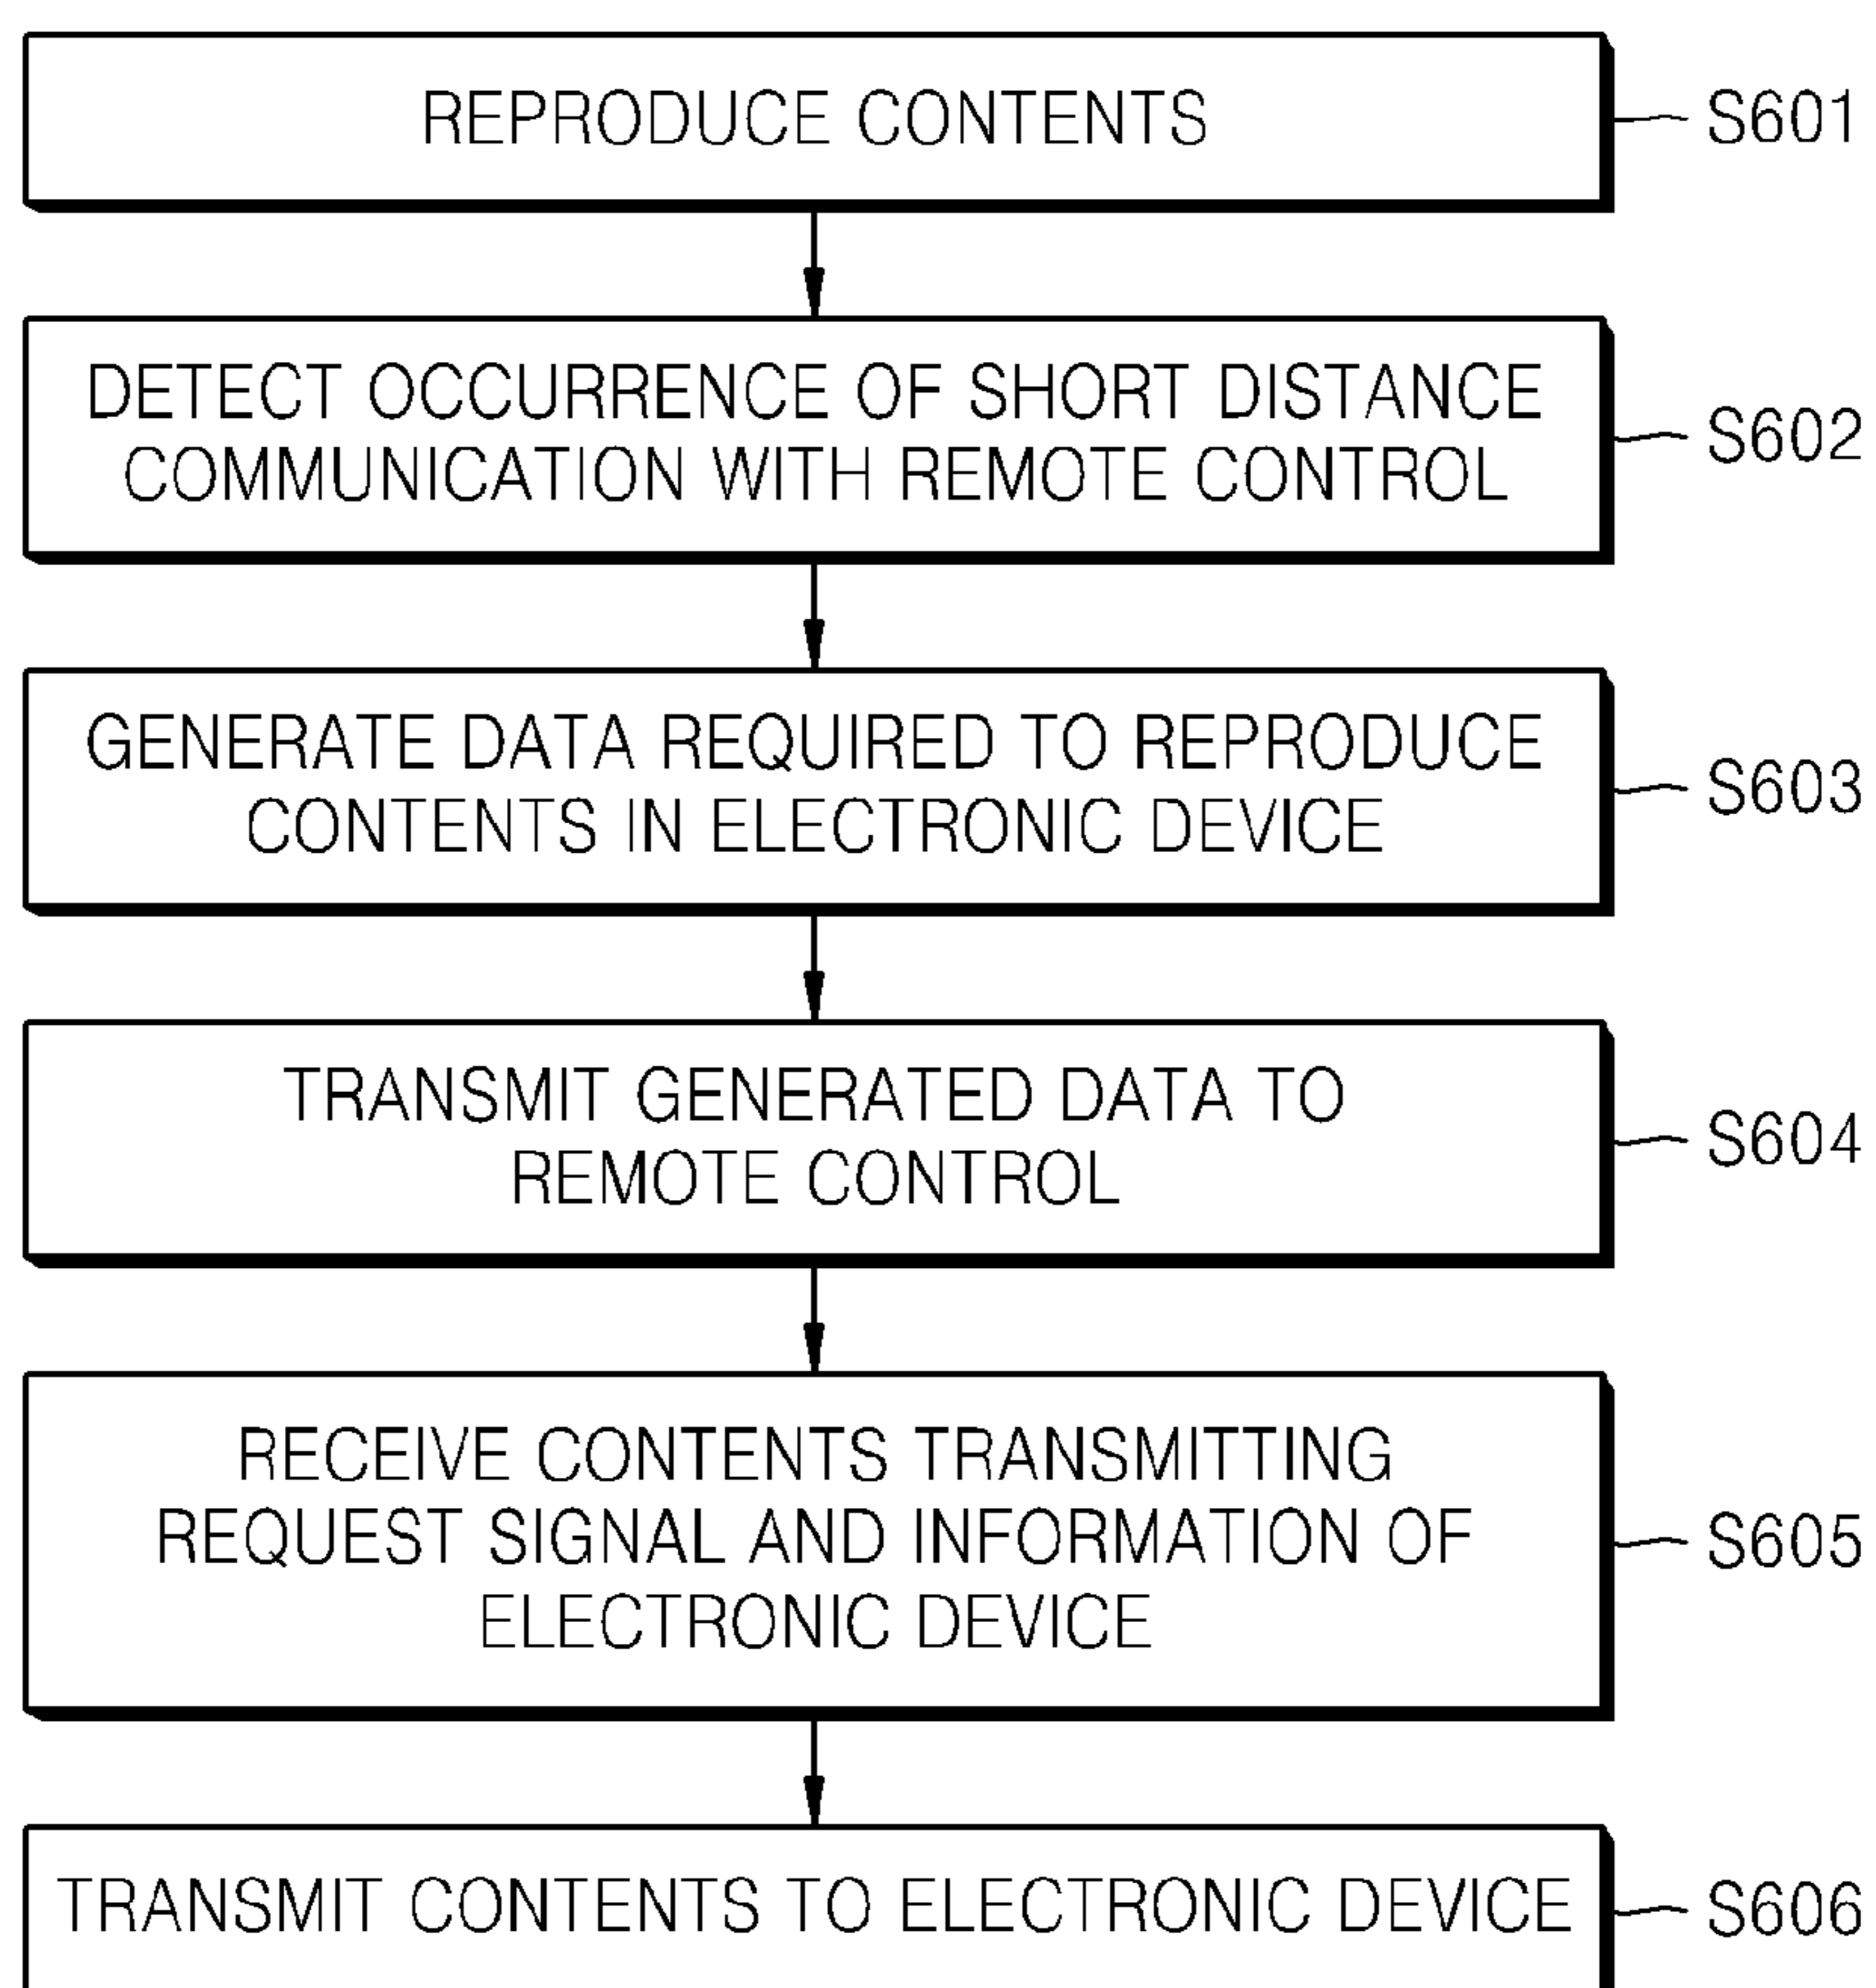 REPRODUCE CONTENTS
S601
DETECT OCCURRENCE OF SHORT DISTANCE
COMMUNICATION WITH REMOTE CONTROL
S602
GENERATE DATA REQUIRED TO REPRODUCE
CONTENTS IN ELECTRONIC DEVICE
S603
TRANSMIT GENERATED DATA TO
REMOTE CONTROL
S604
RECEIVE CONTENTS TRANSMITTING
REQUEST SIGNAL AND INFORMATION OF
ELECTRONIC DEVICE
S605
TRANSMIT CONTENTS TO ELECTRONIC DEVICE
S606